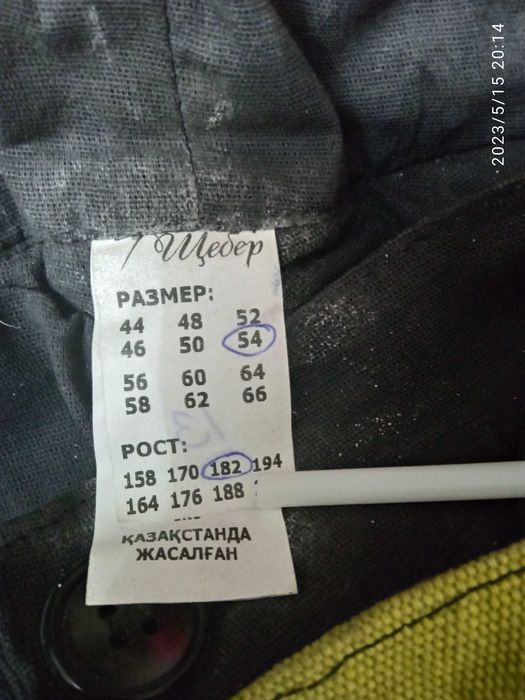 2023/5/15 20:14
Шебер
РАЗМЕР:
44 48 52
46 50 54
56 60 64
58 62 66
РОСТ:
158 170 182 194
164 176 188
ҚАЗАҚСТАНДА
ЖАСАЛҒАН